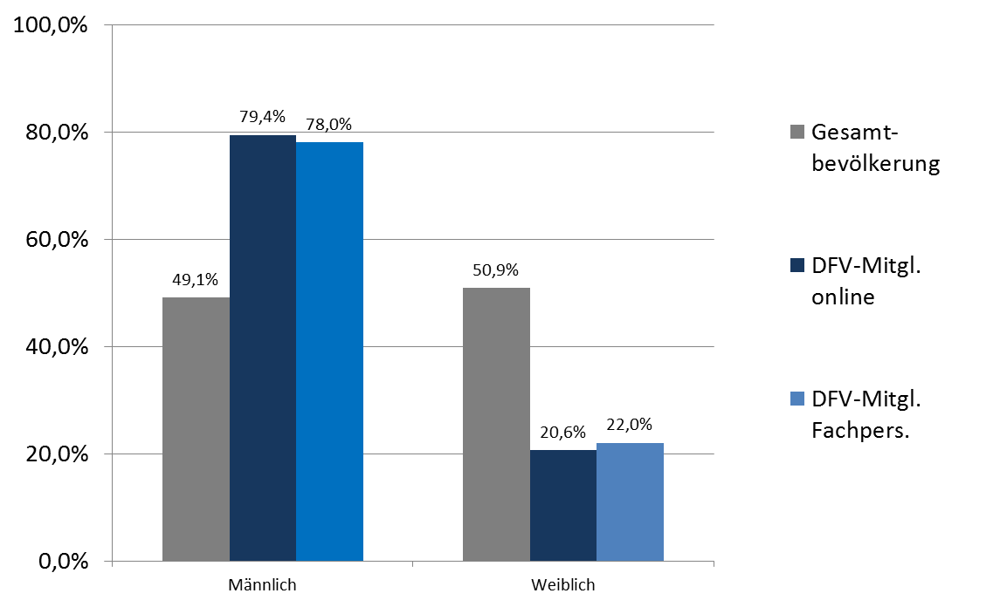 100,0%
80,0%
60,0%
40,0%
20,0%
0,0%
49,1%
79,4%
78,0%
50,9%
20,6%
22,0%
Männlich
Weiblich
Gesamt-
bevölkerung
DFV-Mitgl.
online
DFV-Mitgl.
Fachpers.